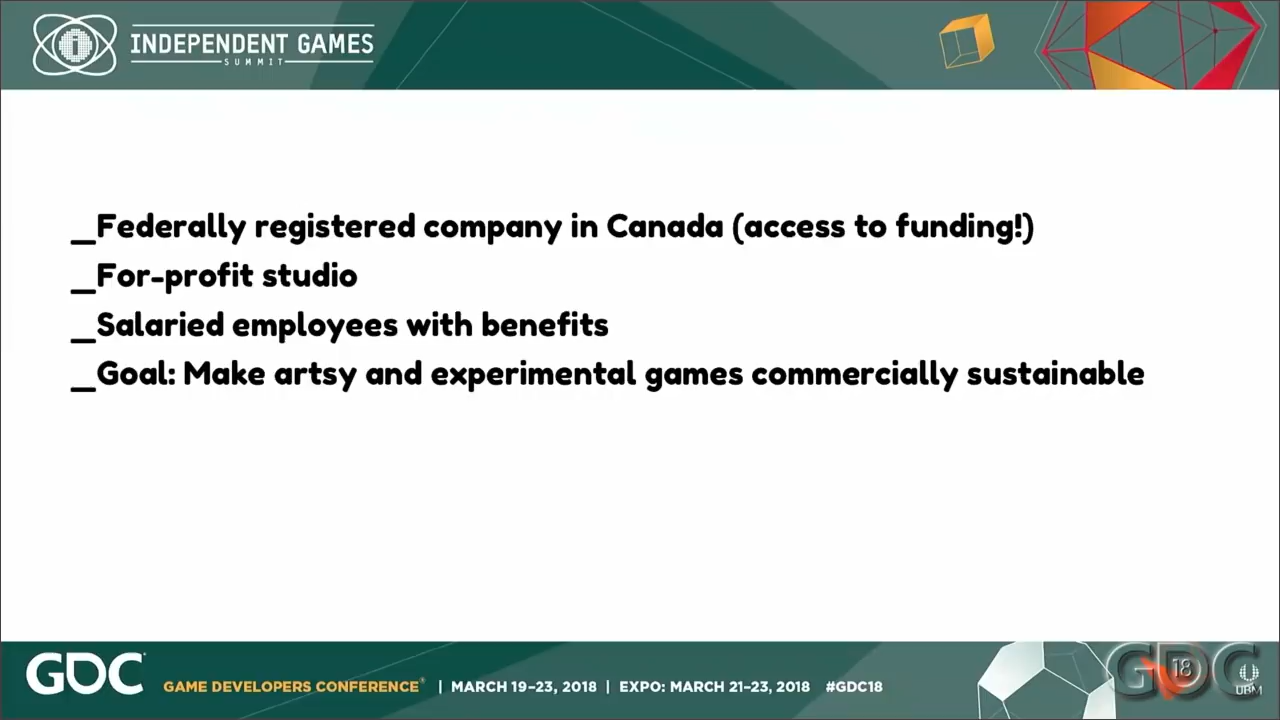 INDEPENDENT GAMES
SUMMIT
_Federally registered company in Canada (access to funding!)
_For-profit studio
_Salaried employees with benefits
_Goal: Make artsy and experimental games commercially sustainable
GDC GAME DEVELOPERS CONFERENCE® | MARCH 19–23, 2018 | EXPO: MARCH 21–23, 2018 #GDC18
GDC 18
UBM